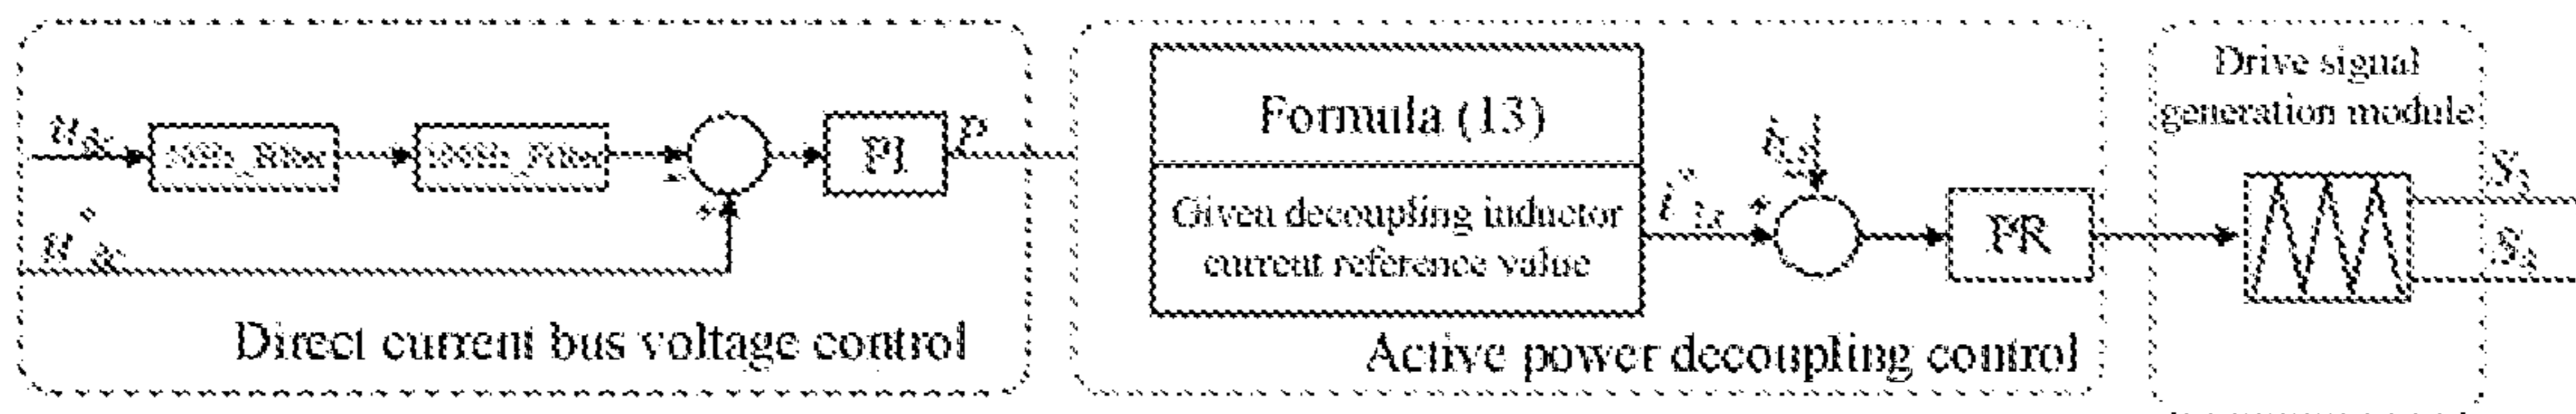 Drive signal
generation module
Formula (13)
PI
P
Given decoupling inductor
current reference value
PR
Direct current bus voltage control
Active power decoupling control